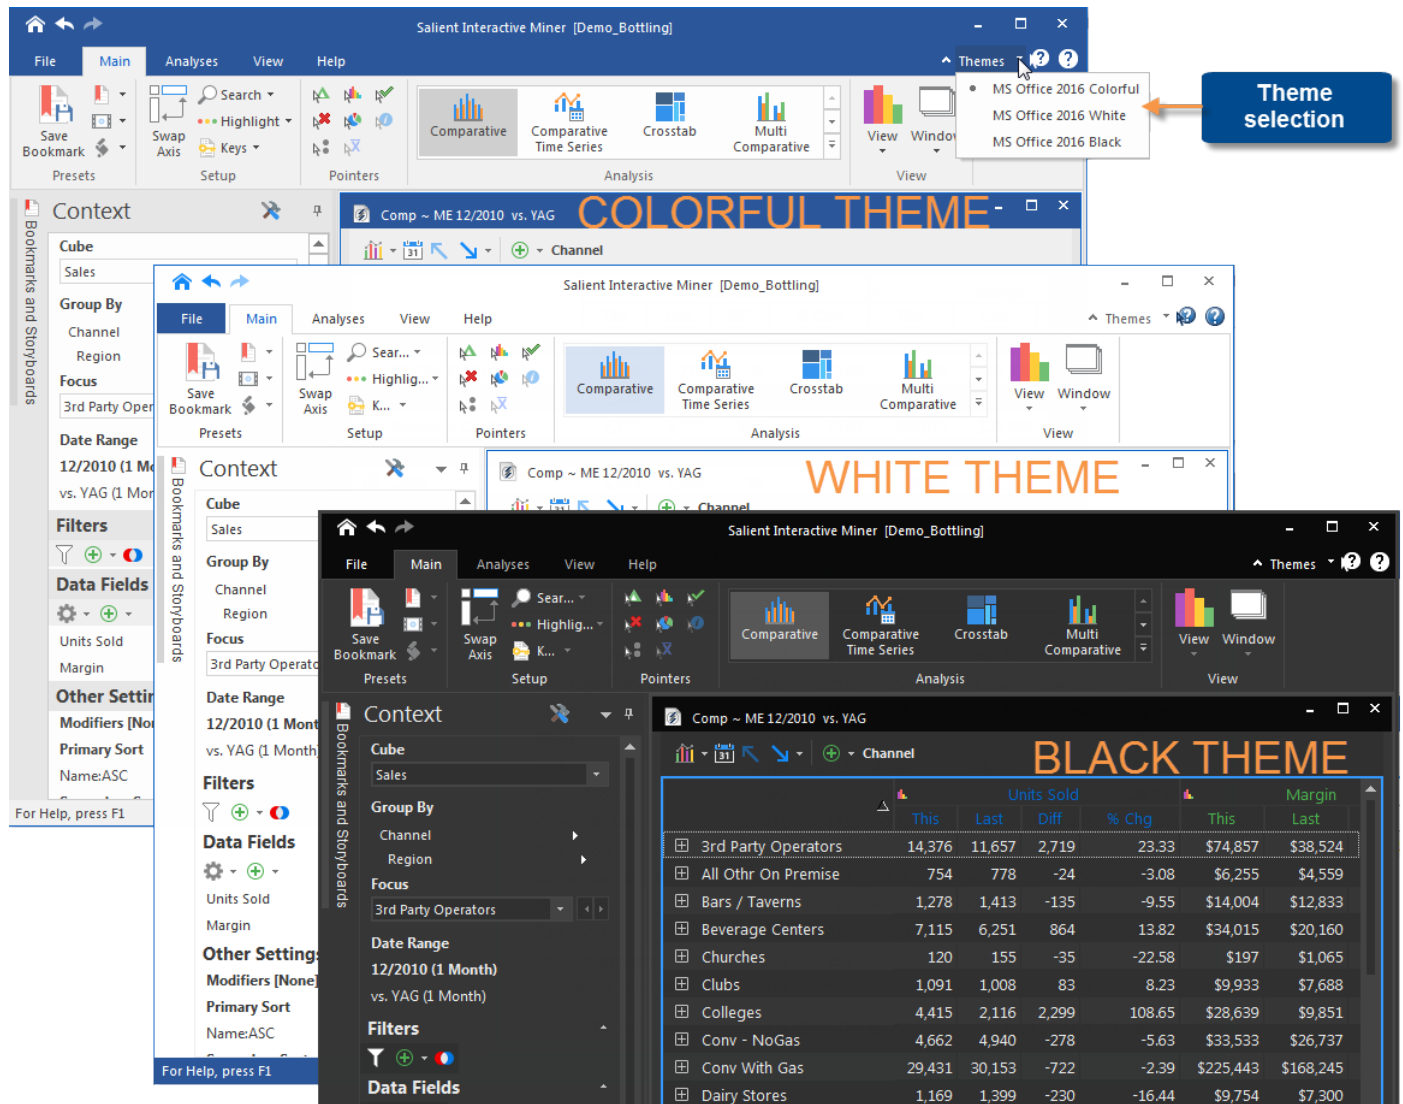 Salient Interactive Miner [Demo_Bottling]
File Main Analyses View Help Themes
MS Office 2016 Colorful
MS Office 2016 White
MS Office 2016 Black
Theme
selection
Save
Bookmark
Swap
Axis
Search
Highlight
Keys
Comparative
Comparative
Time Series
Crosstab
Multi
Comparative
View
Window
Presets Setup Pointers Analysis View
Bookmarks and Storyboards
Context
Comp ~ ME 12/2010 vs. YAG
COLORFUL THEME
31
Channel
Cube
Sales
Group By
Channel
Region
Focus
3rd Party Oper
Date Range
12/2010 (1 Mo
vs. YAG (1 Mor
Filters
Data Fields
Units Sold
Margin
Other Settir
Modifiers [No
Primary Sort
Name:ASC
For Help, press F1
Salient Interactive Miner [Demo_Bottling]
File Main Analyses View Help Themes
Save
Bookmark
Swap
Axis
Sear...
Highlig...
K...
Comparative
Comparative
Time Series
Crosstab
Multi
Comparative
View
Window
Presets Setup Pointers Analysis View
Bookmarks and Storyboards
Context
Comp ~ ME 12/2010 vs. YAG
WHITE THEME
Channel
Cube
Sales
Group By
Channel
Region
Focus
3rd Party Operato
Date Range
12/2010 (1 Mont
vs. YAG (1 Month
Filters
Data Fields
Units Sold
Margin
Other Settings
Modifiers [None]
Primary Sort
Name:ASC
For Help, press F1
Salient Interactive Miner [Demo_Bottling]
File Main Analyses View Help Themes
Save
Bookmark
Swap
Axis
Sear...
Highlig...
K...
Comparative
Comparative
Time Series
Crosstab
Multi
Comparative
View
Window
Presets Setup Pointers Analysis View
Bookmarks and Storyboards
Context
Cube
Sales
Group By
Channel
Region
Focus
3rd Party Operators
Date Range
12/2010 (1 Month)
vs. YAG (1 Month)
Filters
Data Fields
Comp ~ ME 12/2010 vs. YAG
31
Channel
BLACK THEME
Units Sold Margin
This Last Diff % Chg This Last
3rd Party Operators 14,376 11,657 2,719 23.33 $74,857 $38,524
All Othr On Premise 754 778 -24 -3.08 $6,255 $4,559
Bars / Taverns 1,278 1,413 -135 -9.55 $14,004 $12,833
Beverage Centers 7,115 6,251 864 13.82 $34,015 $20,160
Churches 120 155 -35 -22.58 $197 $1,065
Clubs 1,091 1,008 83 8.23 $9,933 $7,688
Colleges 4,415 2,116 2,299 108.65 $28,639 $9,851
Conv - NoGas 4,662 4,940 -278 -5.63 $33,533 $26,737
Conv With Gas 29,431 30,153 -722 -2.39 $225,443 $168,245
Dairy Stores 1,169 1,399 -230 -16.44 $9,754 $7,300